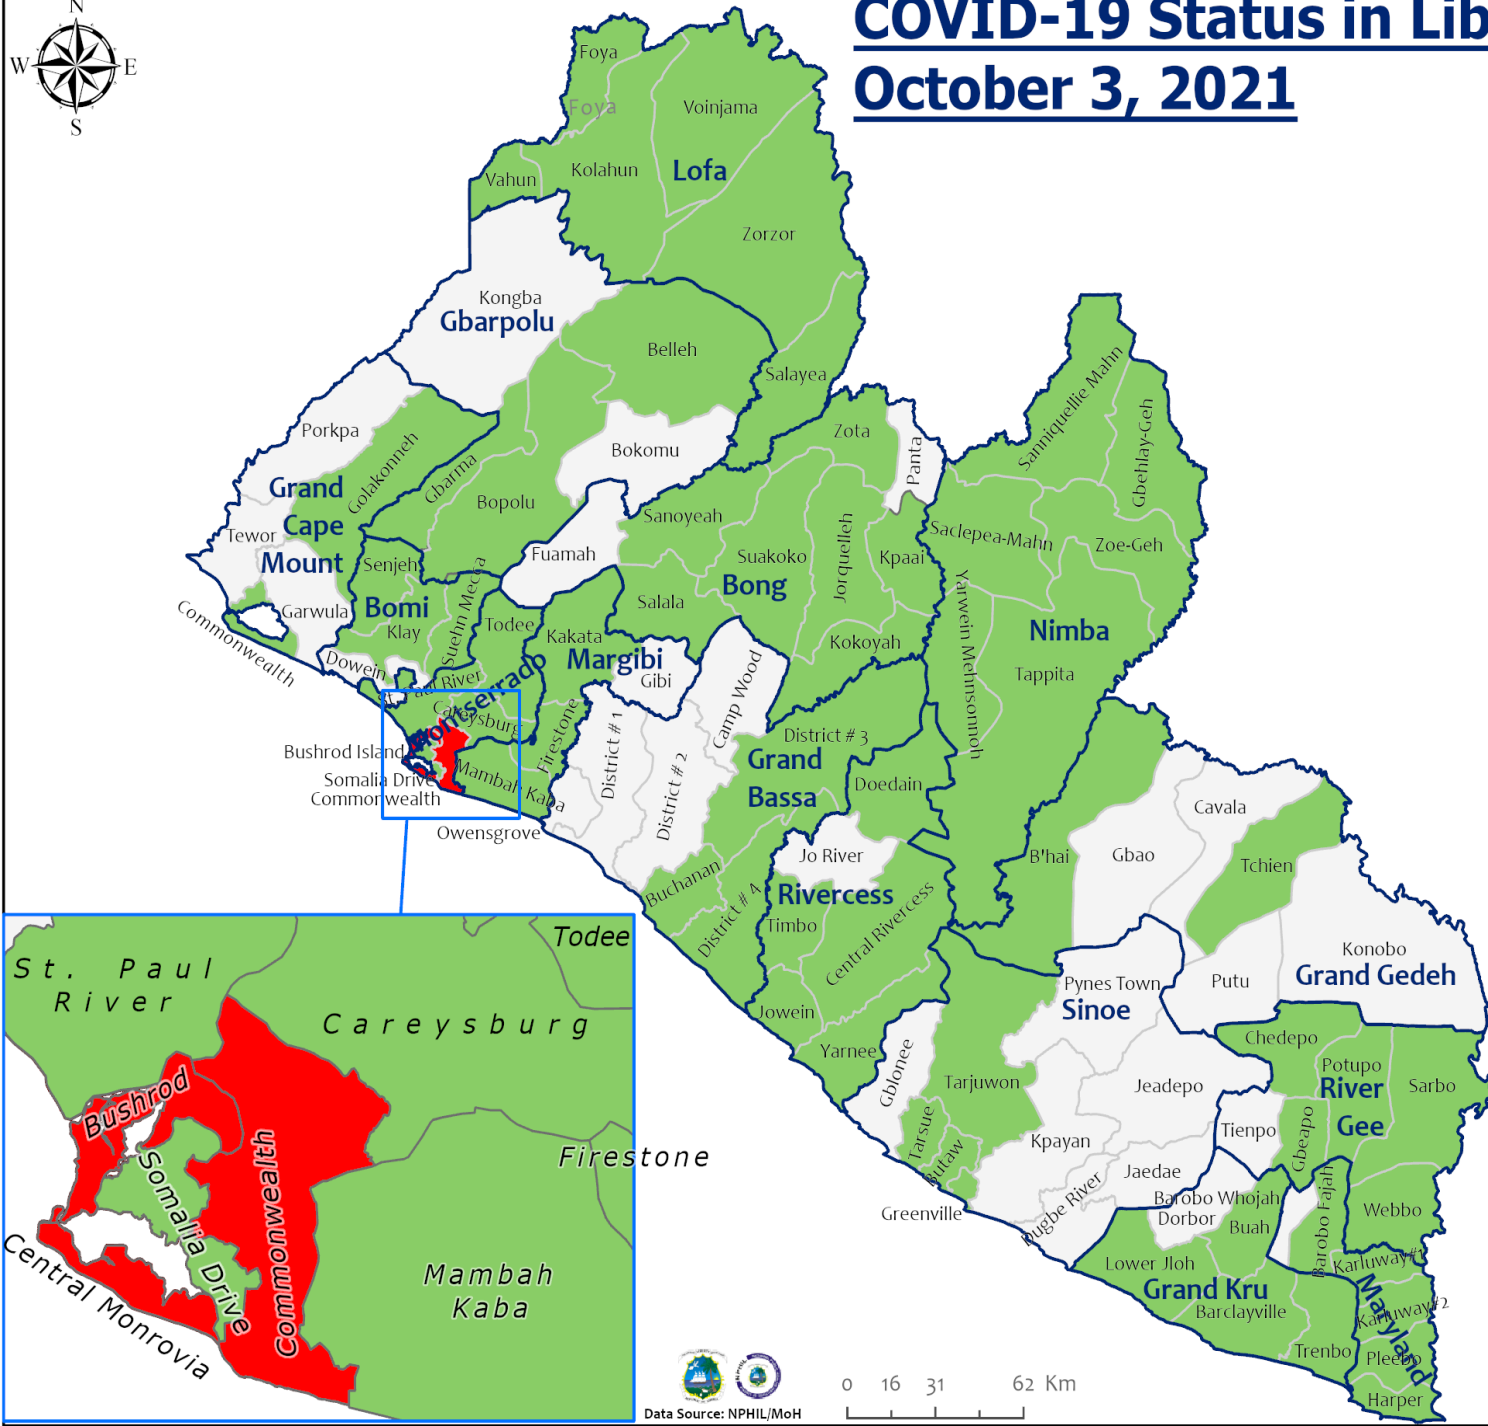 COVID-19 Status in Lib
October 3, 2021
N
W
E
S
Foya
Foya
Voinjama
Kolahun
Lofa
Vahun
Zorzor
Kongba
Gbarpolu
Belleh
Salayea
Porkpa
Golakonneh
Gbarma
Bokomu
Zota
Panta
Sanniquellie Mahn
Gbehlay-Geh
Grand
Cape
Mount
Tewor
Bopolu
Sanoyeah
Fuamah
Suakoko
Jorquelleh
Kpaai
Bong
Saclepea-Mahn
Zoe-Geh
Senjeh
Bomi
Klay
Suehn Mecca
Garwula
Commonwealth
Dowein
Todee
Kakata
Salala
Kokoyah
Yarwein Mehnsonnoh
Nimba
Tappita
Margibi
Gibi
Camp Wood
St. Paul River
Montserrado
Careysburg
Firestone
District # 1
District # 2
District # 3
Grand
Bassa
Doedain
Bushrod Island
Somalia Drive
Commonwealth
Mambah Kaba
Owensgrove
Cavala
Gbao
B'hai
Tchien
Jo River
Rivercess
Buchanan
District # 4
Timbo
Central Rivercess
Konobo
Grand Gedeh
Putu
Pynes Town
Sinoe
Jowein
Yarnee
Gblonee
Tarjuwon
Jeadepo
Chedepo
Potupo
River
Gee
Sarbo
Tarsue
Butaw
Kpayan
Tienpo
Gbeapo
Jaedae
Dugbe River
Barobo Whojah
Dorbor
Buah
Barobo Fajah
Webbo
Greenville
Lower Jloh
Grand Kru
Barclayville
Karluway#1
Karluway#2
Maryland
Trenbo
Pleebo
Harper
St. Paul
River
Todee
Careysburg
Bushrod
Somalia Drive
Commonwealth
Firestone
Central Monrovia
Mambah
Kaba
Data Source: NPHIL/MoH
0 16 31 62 Km